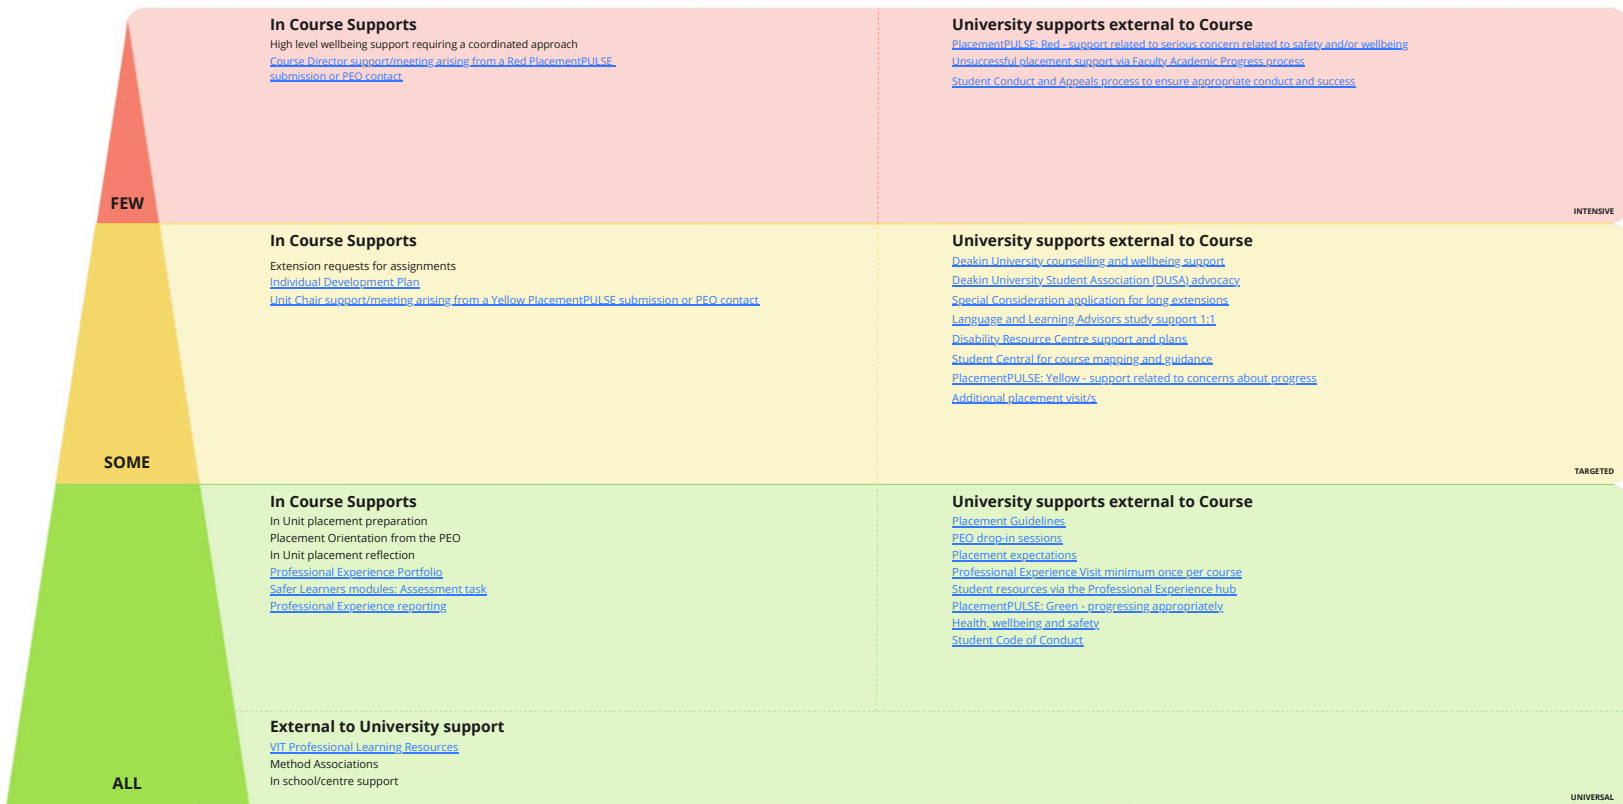 In Course Supports
High level wellbeing support requiring a coordinated approach
Course Director support/meeting arising from a Red PlacementPULSE
submission or PEO contact
University supports external to Course
PlacementPULSE: Red - support related to serious concern related to safety and/or wellbeing
Unsuccessful placement support via Faculty Academic Progress process
Student Conduct and Appeals process to ensure appropriate conduct and success
FEW
INTENSIVE
In Course Supports
Extension requests for assignments
Individual Development Plan
Unit Chair support/meeting arising from a Yellow PlacementPULSE submission or PEO contact
University supports external to Course
Deakin University counselling and wellbeing support
Deakin University Student Association (DUSA) advocacy
Special Consideration application for long extensions
Language and Learning Advisors study support 1:1
Disability Resource Centre support and plans
Student Central for course mapping and guidance
PlacementPULSE: Yellow - support related to concerns about progress
Additional placement visit/s
SOME
TARGETED
In Course Supports
In Unit placement preparation
Placement Orientation from the PEO
In Unit placement reflection
Professional Experience Portfolio
Safer Learners modules: Assessment task
Professional Experience reporting
University supports external to Course
Placement Guidelines
PEO drop-in sessions
Placement expectations
Professional Experience Visit minimum once per course
Student resources via the Professional Experience hub
PlacementPULSE: Green - progressing appropriately
Health, wellbeing and safety
Student Code of Conduct
External to University support
VIT Professional Learning Resources
Method Associations
In school/centre support
ALL
UNIVERSAL